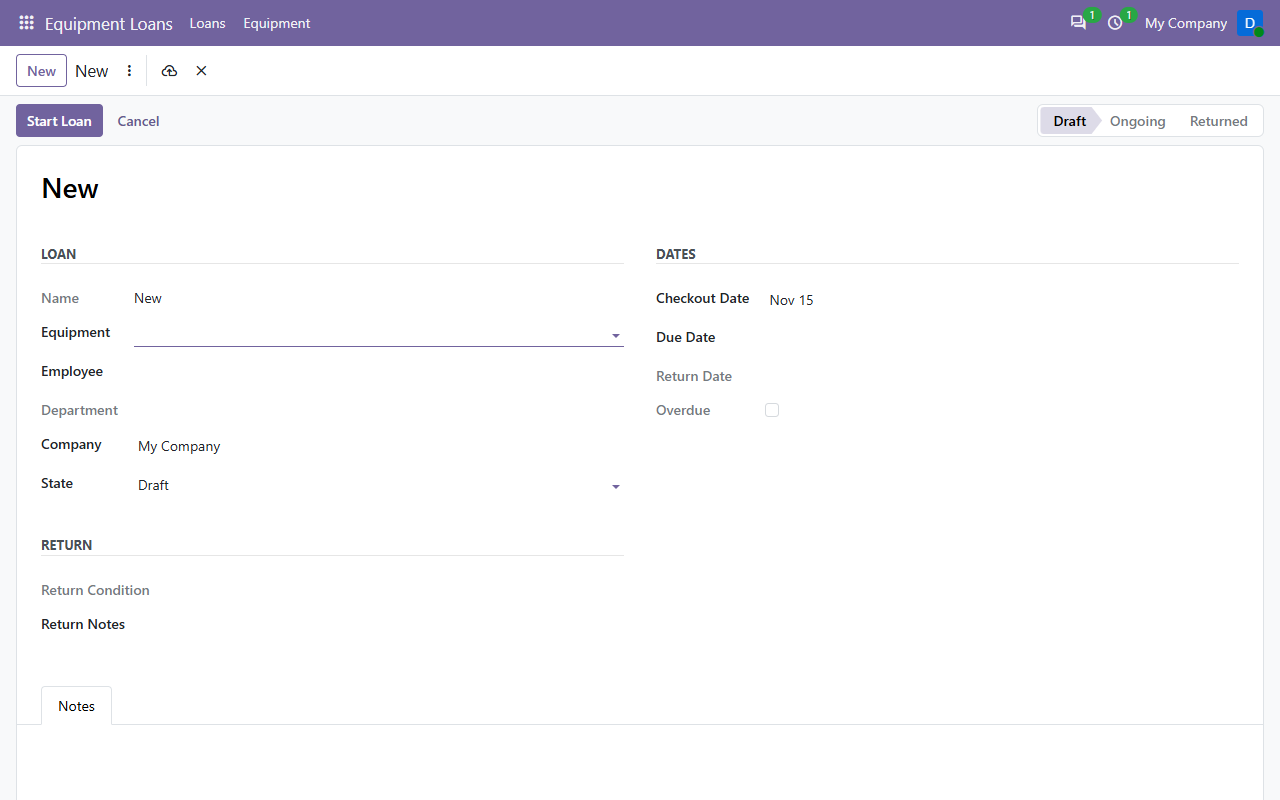 Equipment Loans Loans Equipment 1 1 My Company D
New New
Start Loan Cancel Draft Ongoing Returned
New
LOAN
Name New
Equipment
Employee
Department
Company My Company
State Draft
DATES
Checkout Date Nov 15
Due Date
Return Date
Overdue
RETURN
Return Condition
Return Notes
Notes